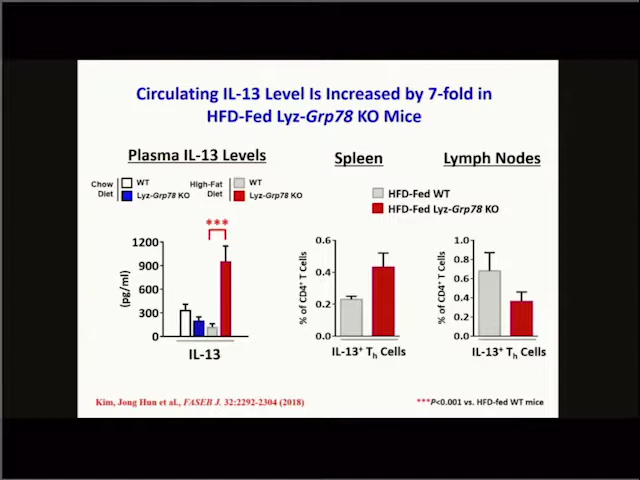 Circulating IL-13 Level Is Increased by 7-fold in
HFD-Fed Lyz-Grp78 KO Mice
Plasma IL-13 Levels
Chow Diet
WT
Lyz-Grp78 KO
High-Fat Diet
WT
Lyz-Grp78 KO
***
(pg/ml)
1200
900
600
300
0
IL-13
Spleen
Lymph Nodes
HFD-Fed WT
HFD-Fed Lyz-Grp78 KO
% of CD4⁺ T Cells
0.6
0.4
0.2
0.0
IL-13⁺ Th Cells
% of CD4⁺ T Cells
1.0
0.8
0.6
0.4
0.2
0.0
IL-13⁺ Th Cells
Kim, Jong Hun et al., FASEB J. 32:2292-2304 (2018)
***P<0.001 vs. HFD-fed WT mice